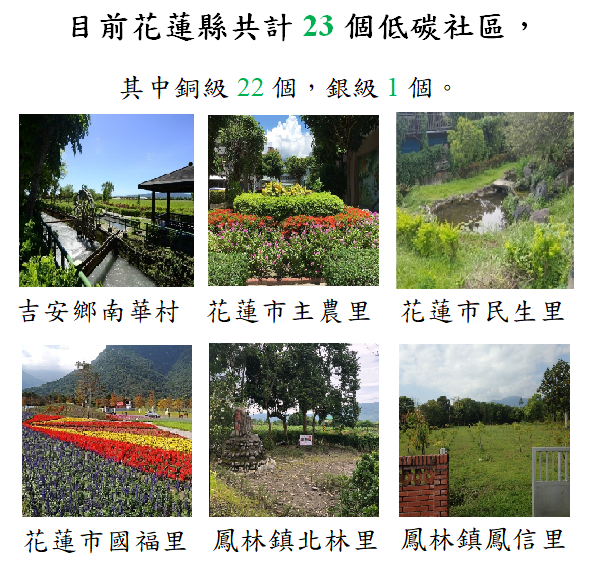 目前花蓮縣共計 23 個低碳社區，
其中銅級 22 個，銀級 1 個。
吉安鄉南華村 花蓮市主農里 花蓮市民生里
花蓮市國福里 鳳林鎮北林里 鳳林鎮鳳信里